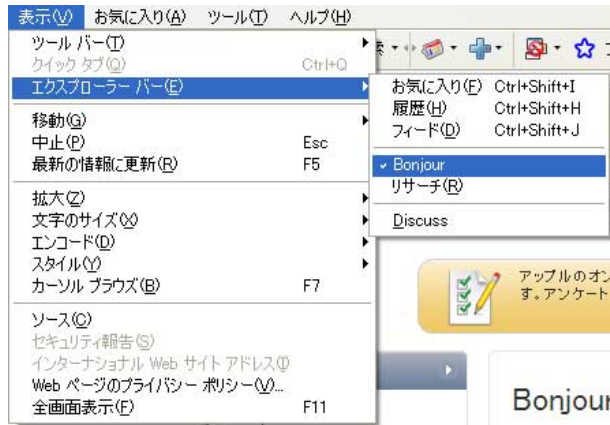 表示(V) お気に入り(A) ツール(T) ヘルプ(H)
ツール バー(T)
クイック タブ(Q) Ctrl+Q
エクスプローラー バー(E)
移動(G)
中止(P) Esc
最新の情報に更新(R) F5
拡大(Z)
文字のサイズ(X)
エンコード(D)
スタイル(Y)
カーソル ブラウズ(B) F7
ソース(C)
セキュリティ報告(S)
インターナショナル Web サイト アドレス(I)
Web ページのプライバシー ポリシー(V)...
全画面表示(F) F11
お気に入り(F) Ctrl+Shift+I
履歴(H) Ctrl+Shift+H
フィード(D) Ctrl+Shift+J
Bonjour
リサーチ(R)
Discuss
アップルのオン
す。アンケート
Bonjour